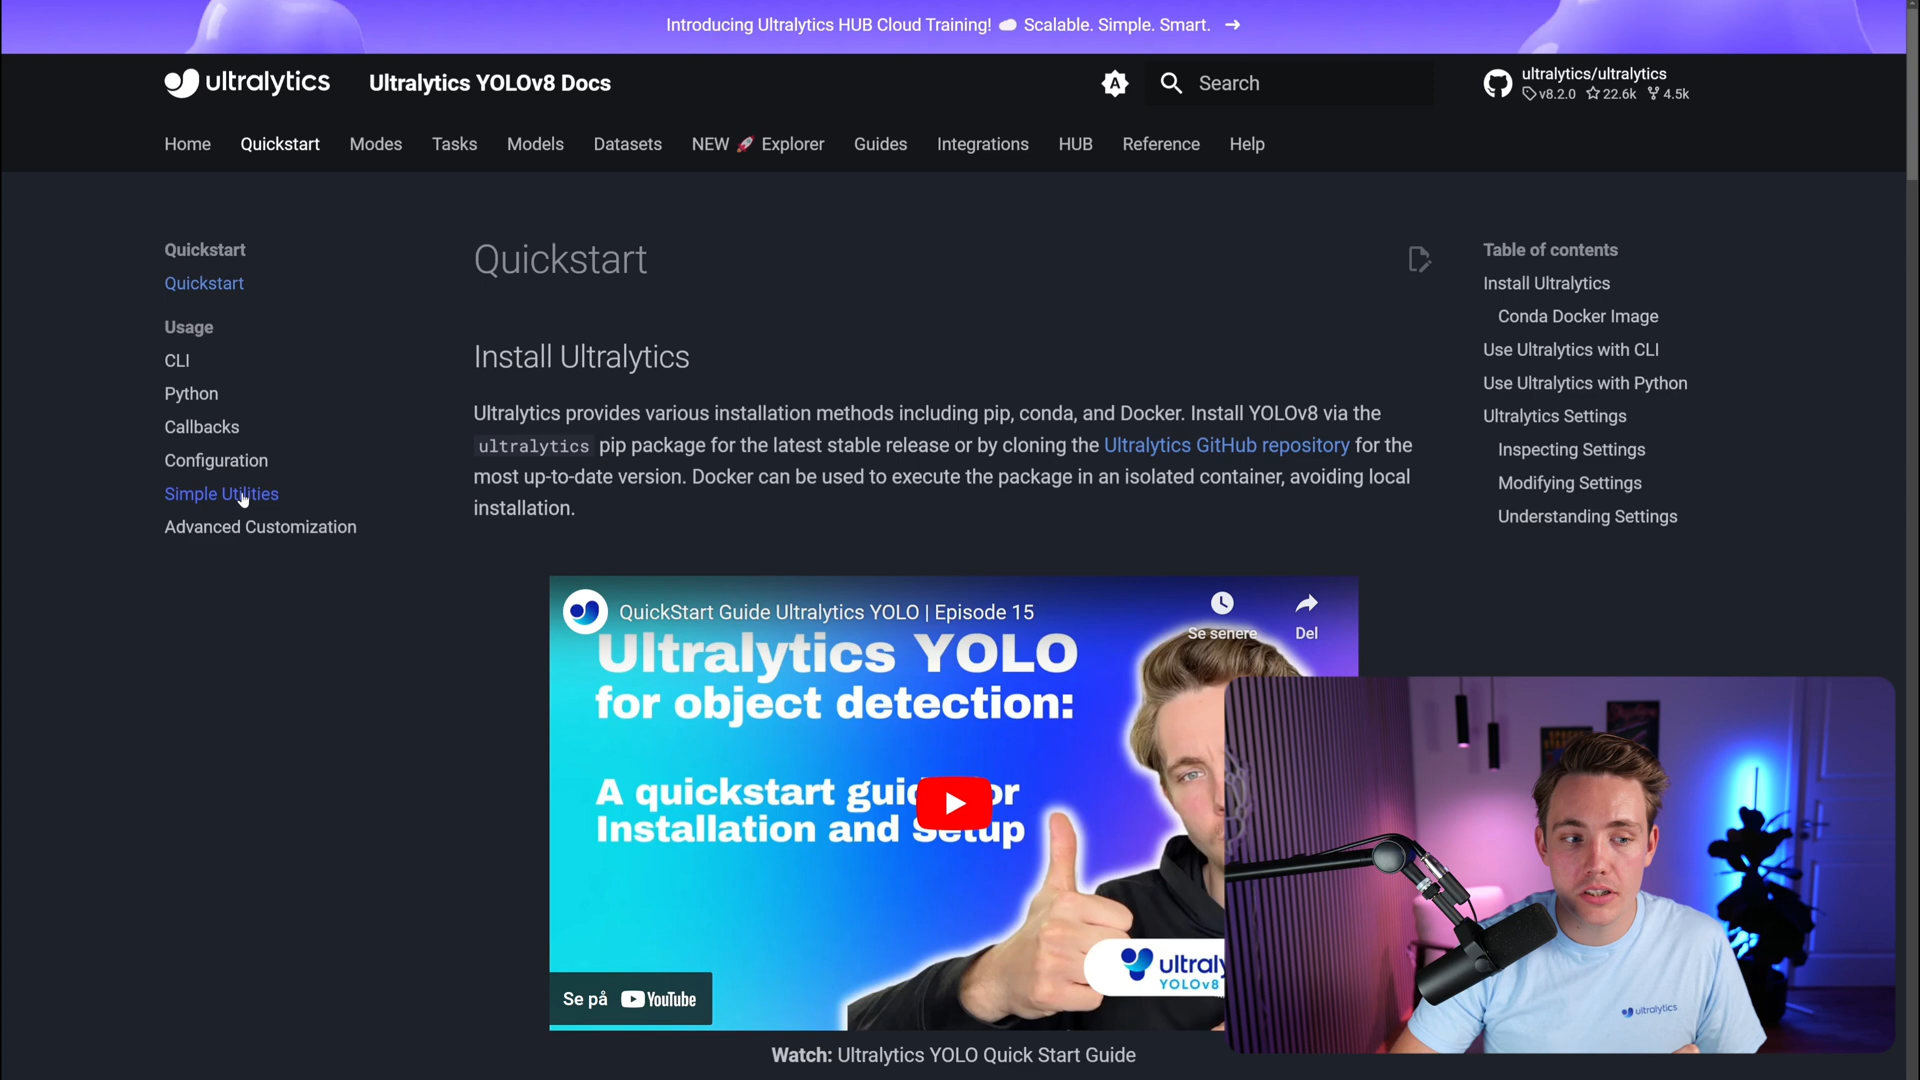 Introducing Ultralytics HUB Cloud Training! ☁ Scalable. Simple. Smart. →
ultralytics
Ultralytics YOLOv8 Docs
A
Search
ultralytics/ultralytics
v8.2.0 22.6k 4.5k
Home Quickstart Modes Tasks Models Datasets NEW 🚀 Explorer Guides Integrations HUB Reference Help
Quickstart
Quickstart
Usage
CLI
Python
Callbacks
Configuration
Simple Utilities
Advanced Customization
Quickstart
Install Ultralytics
Ultralytics provides various installation methods including pip, conda, and Docker. Install YOLOv8 via the
ultralytics pip package for the latest stable release or by cloning the Ultralytics GitHub repository for the
most up-to-date version. Docker can be used to execute the package in an isolated container, avoiding local
installation.
QuickStart Guide Ultralytics YOLO | Episode 15
Se senere
Del
Ultralytics YOLO
for object detection:
A quickstart guide for
Installation and Setup
ultraly
YOLOv8
Se på YouTube
Watch: Ultralytics YOLO Quick Start Guide
Table of contents
Install Ultralytics
Conda Docker Image
Use Ultralytics with CLI
Use Ultralytics with Python
Ultralytics Settings
Inspecting Settings
Modifying Settings
Understanding Settings
ultralytics